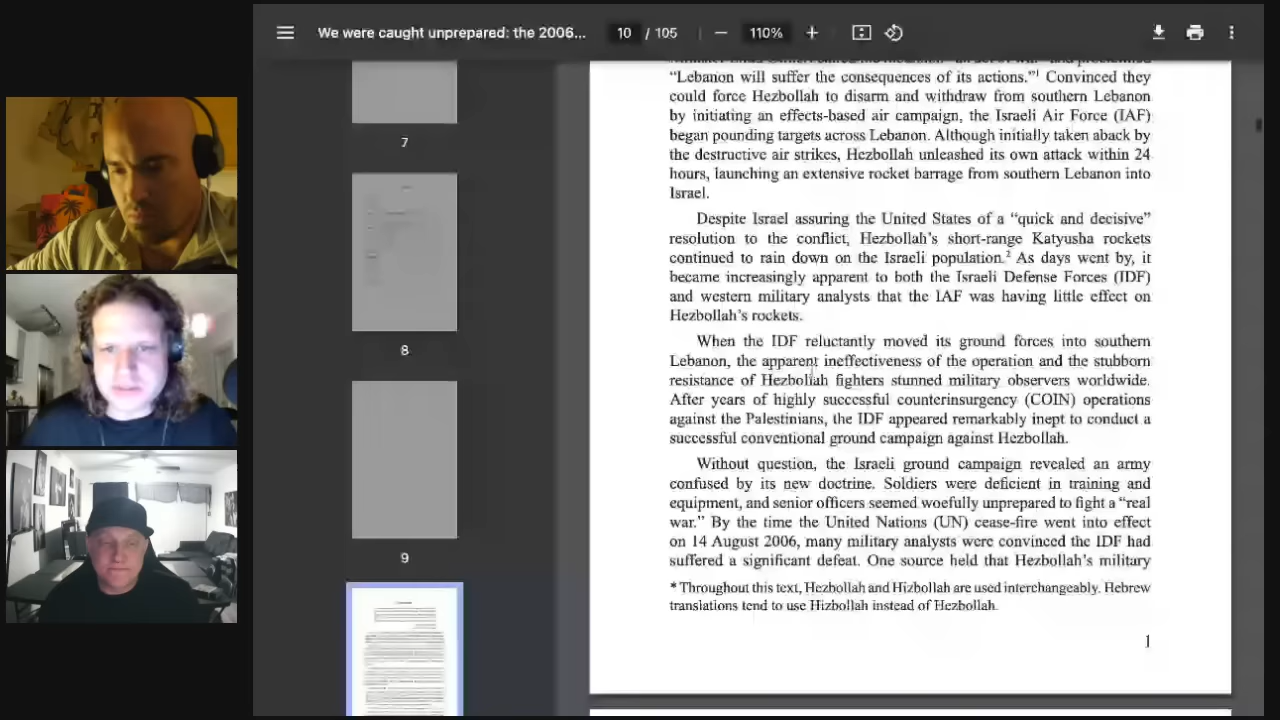 We were caught unprepared: the 2006...
10 / 105
110%
7
8
9
"Lebanon will suffer the consequences of its actions."1 Convinced they
could force Hezbollah to disarm and withdraw from southern Lebanon
by initiating an effects-based air campaign, the Israeli Air Force (IAF)
began pounding targets across Lebanon. Although initially taken aback by
the destructive air strikes, Hezbollah unleashed its own attack within 24
hours, launching an extensive rocket barrage from southern Lebanon into
Israel.
Despite Israel assuring the United States of a "quick and decisive"
resolution to the conflict, Hezbollah's short-range Katyusha rockets
continued to rain down on the Israeli population.2 As days went by, it
became increasingly apparent to both the Israeli Defense Forces (IDF)
and western military analysts that the IAF was having little effect on
Hezbollah's rockets.
When the IDF reluctantly moved its ground forces into southern
Lebanon, the apparent ineffectiveness of the operation and the stubborn
resistance of Hezbollah fighters stunned military observers worldwide.
After years of highly successful counterinsurgency (COIN) operations
against the Palestinians, the IDF appeared remarkably inept to conduct a
successful conventional ground campaign against Hezbollah.
Without question, the Israeli ground campaign revealed an army
confused by its new doctrine. Soldiers were deficient in training and
equipment, and senior officers seemed woefully unprepared to fight a "real
war." By the time the United Nations (UN) cease-fire went into effect
on 14 August 2006, many military analysts were convinced the IDF had
suffered a significant defeat. One source held that Hezbollah's military
* Throughout this text, Hezbollah and Hizbollah are used interchangeably. Hebrew
translations tend to use Hizbollah instead of Hezbollah.
1